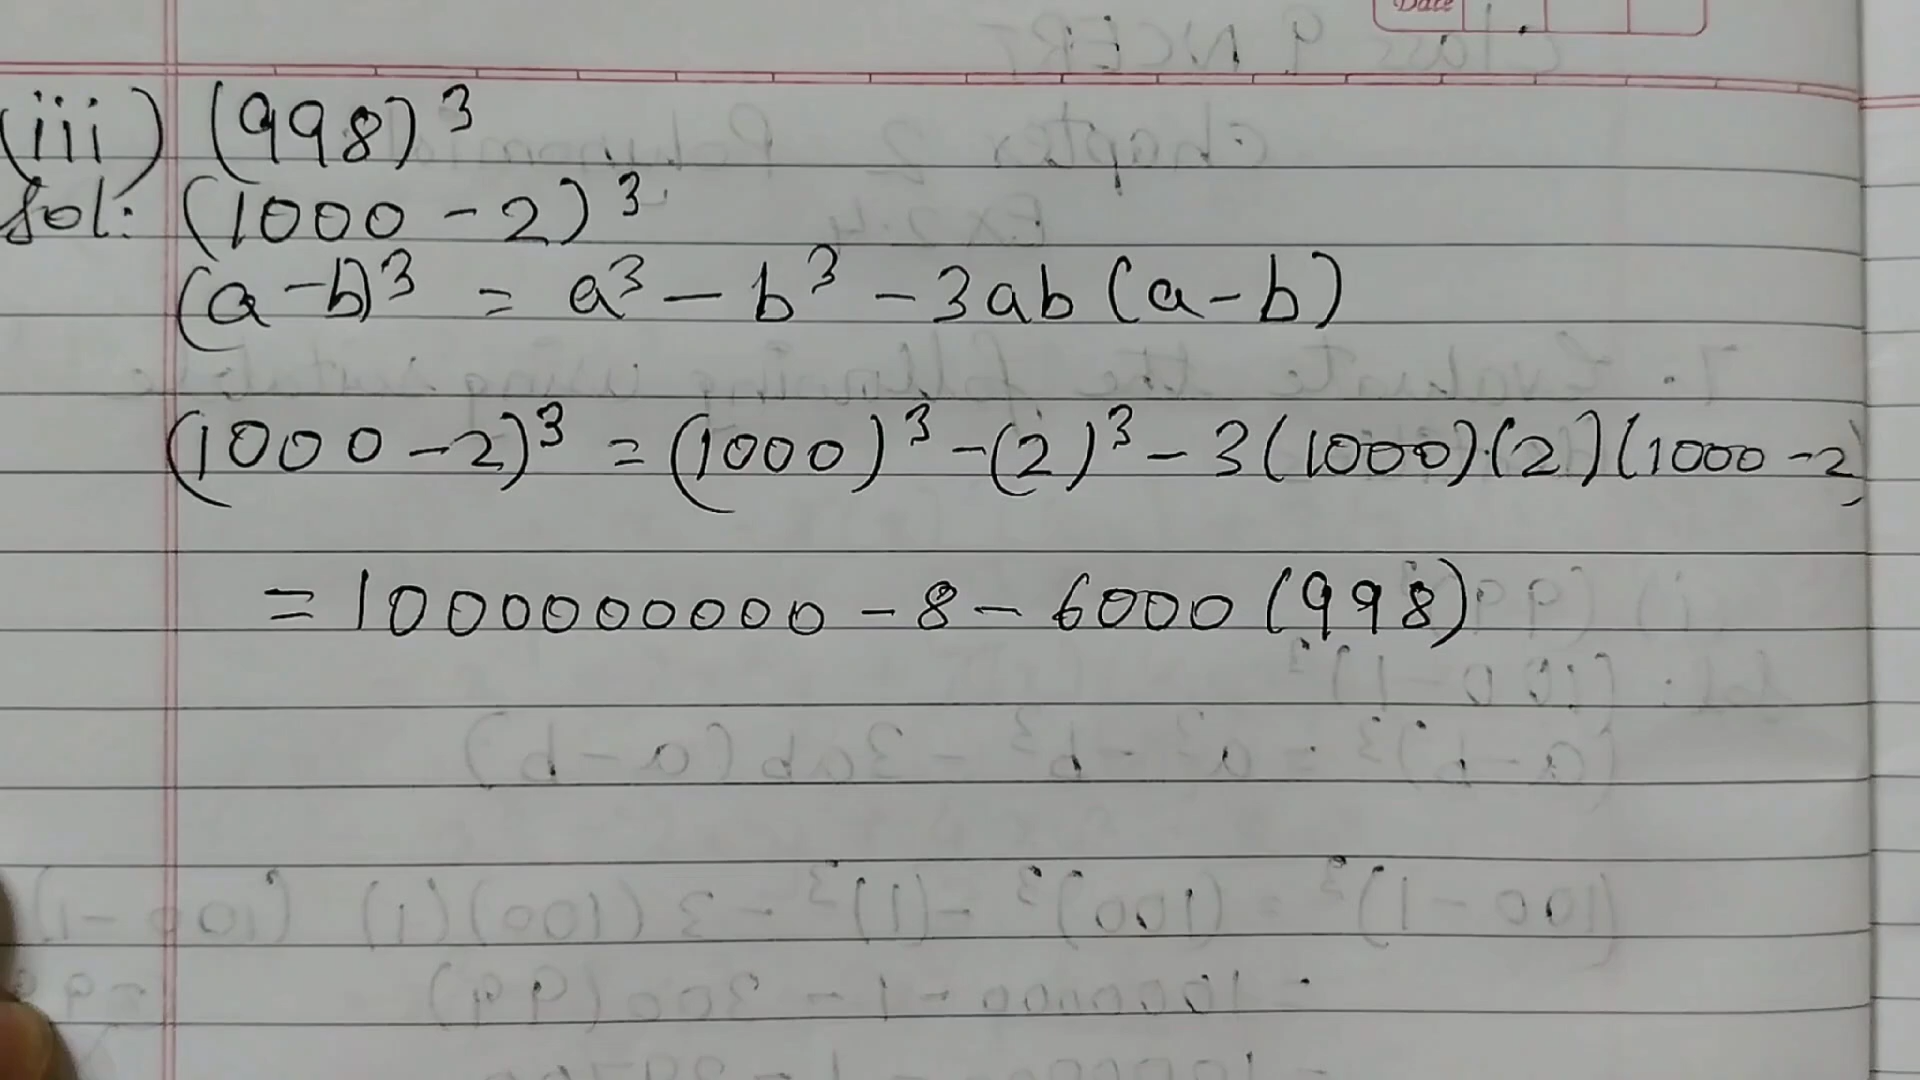 Date
(iii) (998)³
Sol: (1000 - 2)³
(a - b)³ = a³ - b³ - 3ab (a - b)
(1000 - 2)³ = (1000)³ - (2)³ - 3 (1000) (2) (1000 - 2)
= 1000000000 - 8 - 6000 (998)